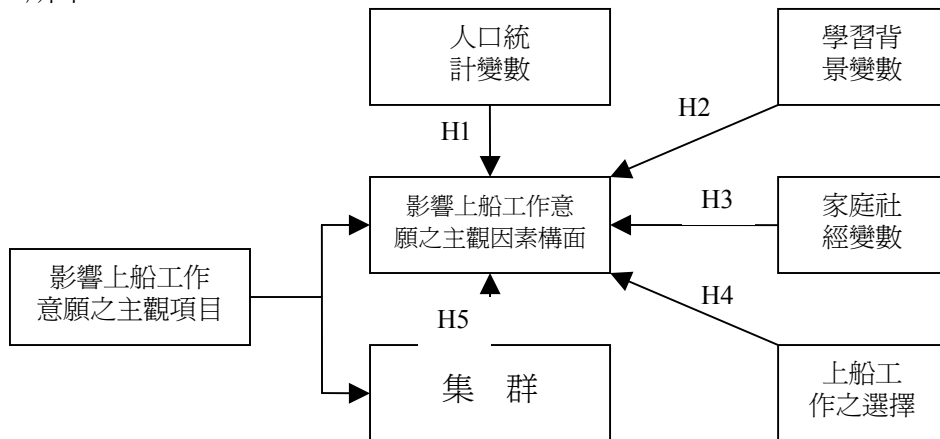 人口統
計變數
學習背
景變數
H1
H2
影響上船工作意
願之主觀因素構面
H3
家庭社
經變數
影響上船工作
意願之主觀項目
H5
H4
集 群
上船工
作之選擇